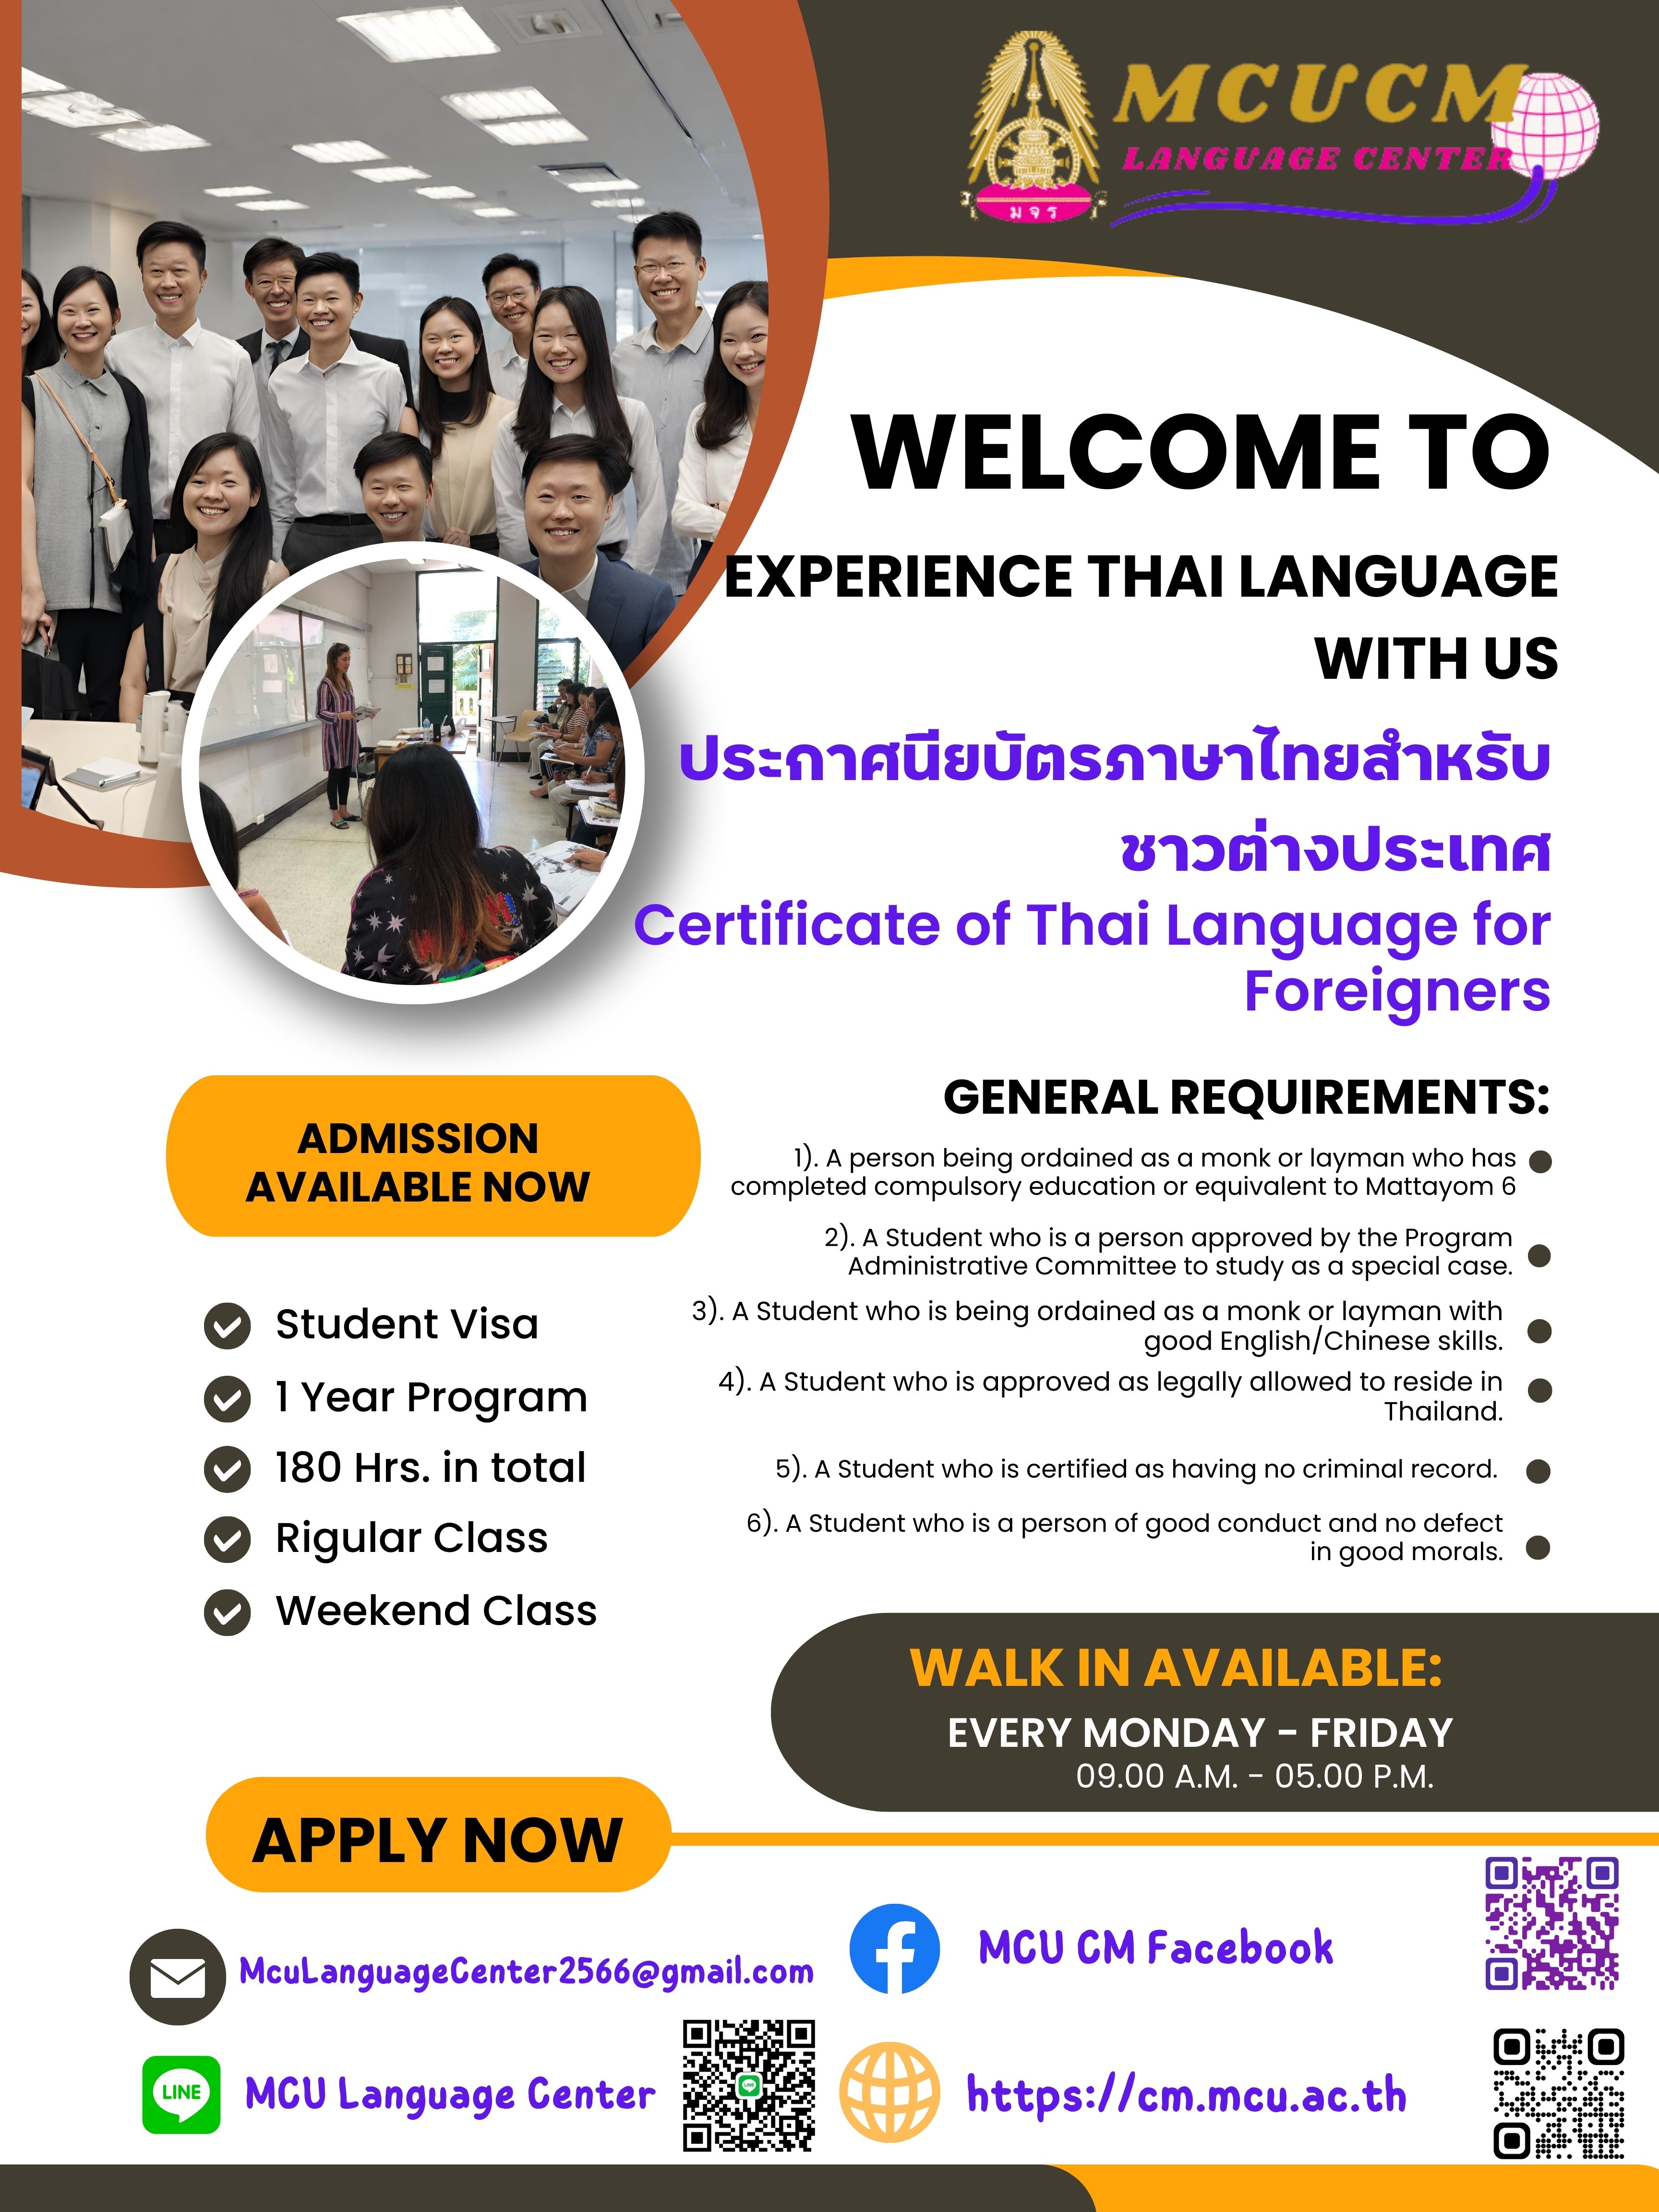 MCUCM
LANGUAGE CENTER
มจร
WELCOME TO
EXPERIENCE THAI LANGUAGE
WITH US
ประกาศนียบัตรภาษาไทยสำหรับ
ชาวต่างประเทศ
Certificate of Thai Language for
Foreigners
ADMISSION
AVAILABLE NOW
Student Visa
1 Year Program
180 Hrs. in total
Rigular Class
Weekend Class
GENERAL REQUIREMENTS:
1). A person being ordained as a monk or layman who has
completed compulsory education or equivalent to Mattayom 6
2). A Student who is a person approved by the Program
Administrative Committee to study as a special case.
3). A Student who is being ordained as a monk or layman with
good English/Chinese skills.
4). A Student who is approved as legally allowed to reside in
Thailand.
5). A Student who is certified as having no criminal record.
6). A Student who is a person of good conduct and no defect
in good morals.
WALK IN AVAILABLE:
EVERY MONDAY - FRIDAY
09.00 A.M. - 05.00 P.M.
APPLY NOW
McuLanguageCenter2566@gmail.com
MCU CM Facebook
LINE
MCU Language Center
https://cm.mcu.ac.th